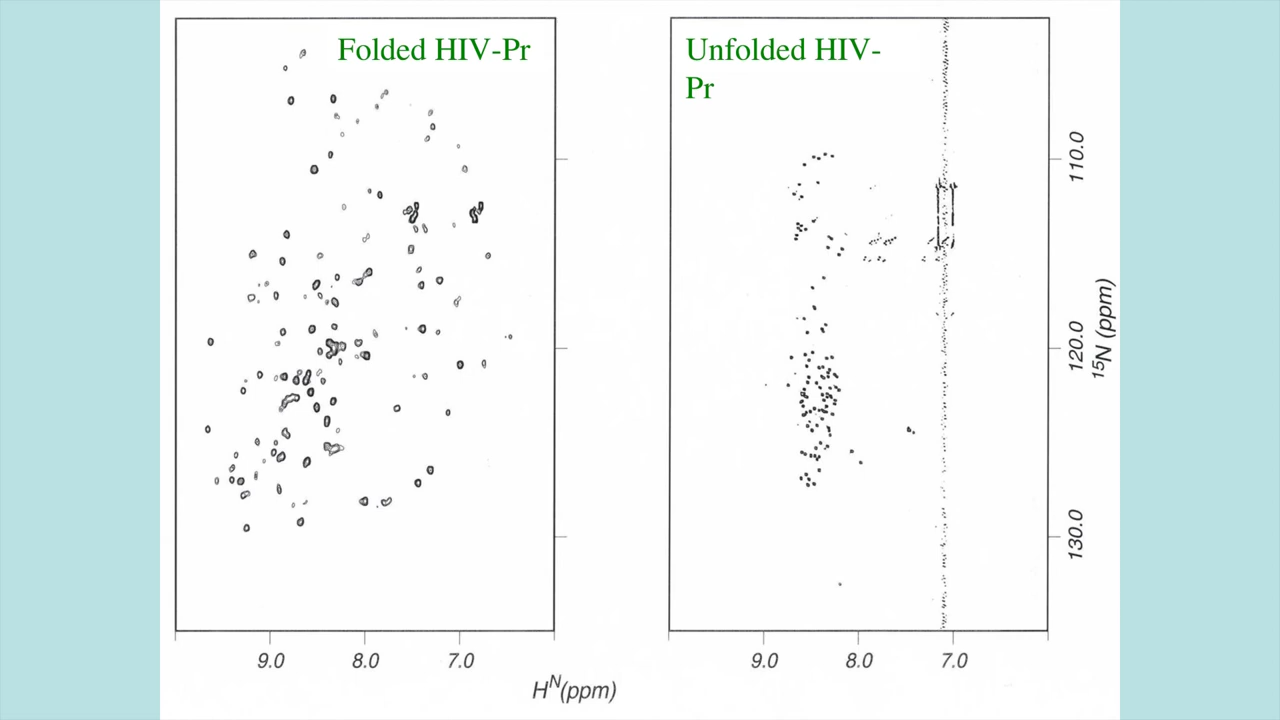 Folded HIV-Pr
Unfolded HIV-
Pr
110.0
120.0
130.0
15N (ppm)
9.0 8.0 7.0
9.0 8.0 7.0
HN(ppm)